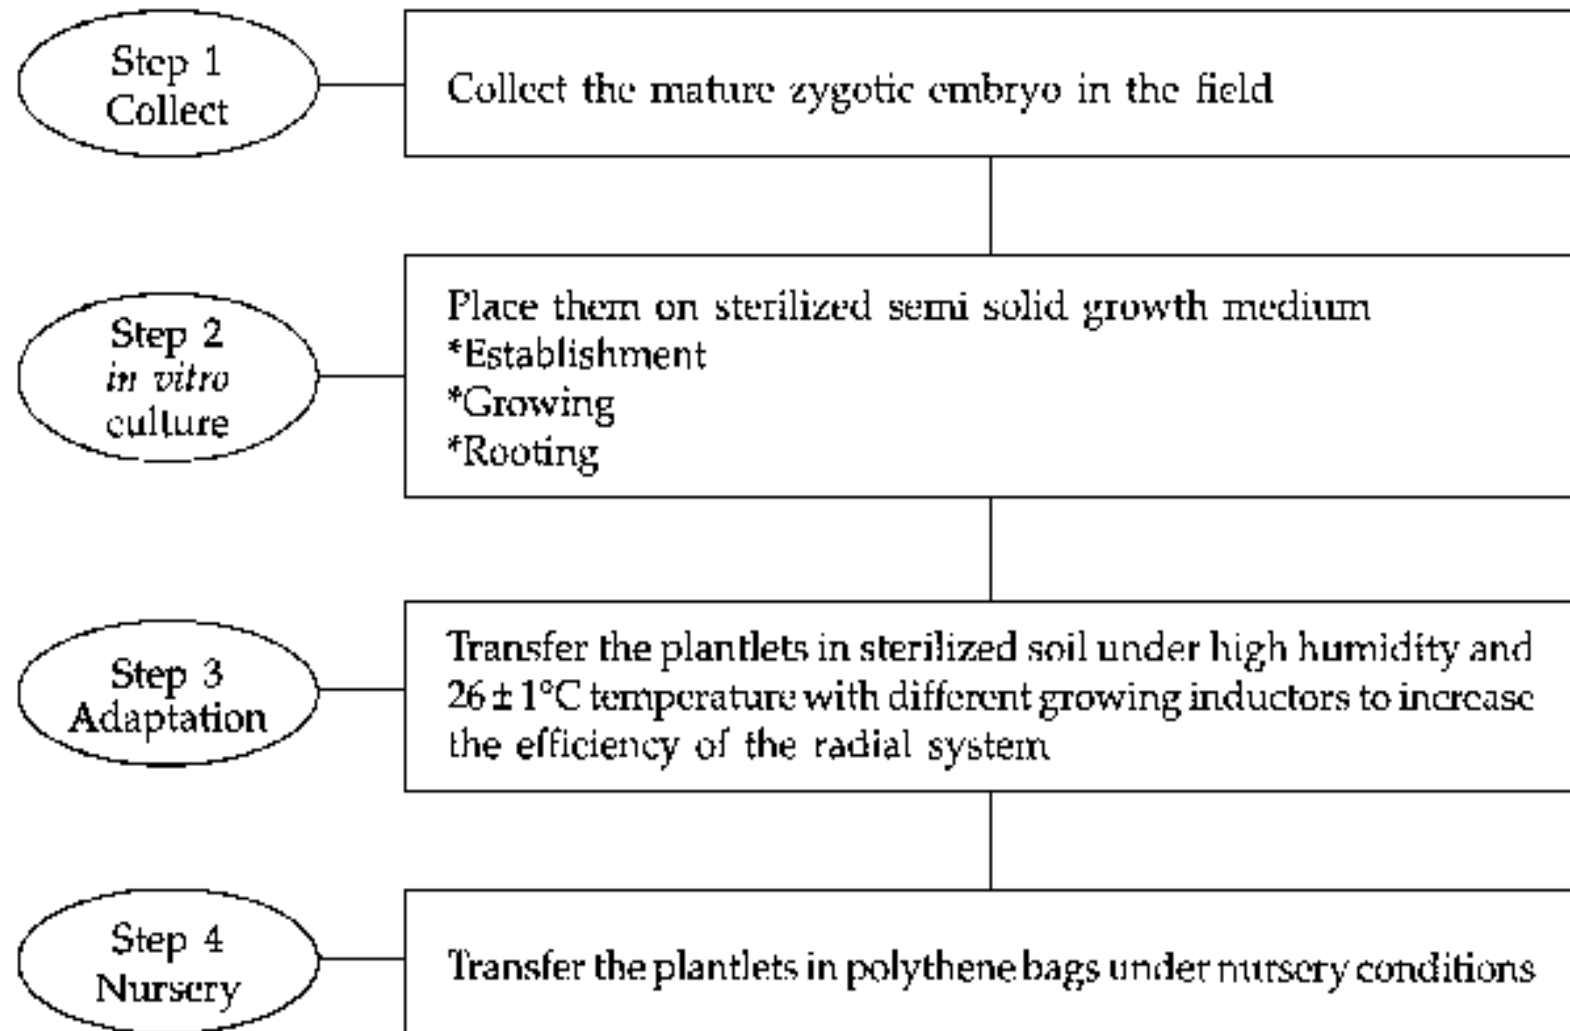 Step 1
Collect
Collect the mature zygotic embryo in the field
Step 2
in vitro
culture
Place them on sterilized semi solid growth medium
*Establishment
*Growing
*Rooting
Step 3
Adaptation
Transfer the plantlets in sterilized soil under high humidity and
26 ± 1°C temperature with different growing inductors to increase
the efficiency of the radial system
Step 4
Nursery
Transfer the plantlets in polythene bags under nursery conditions